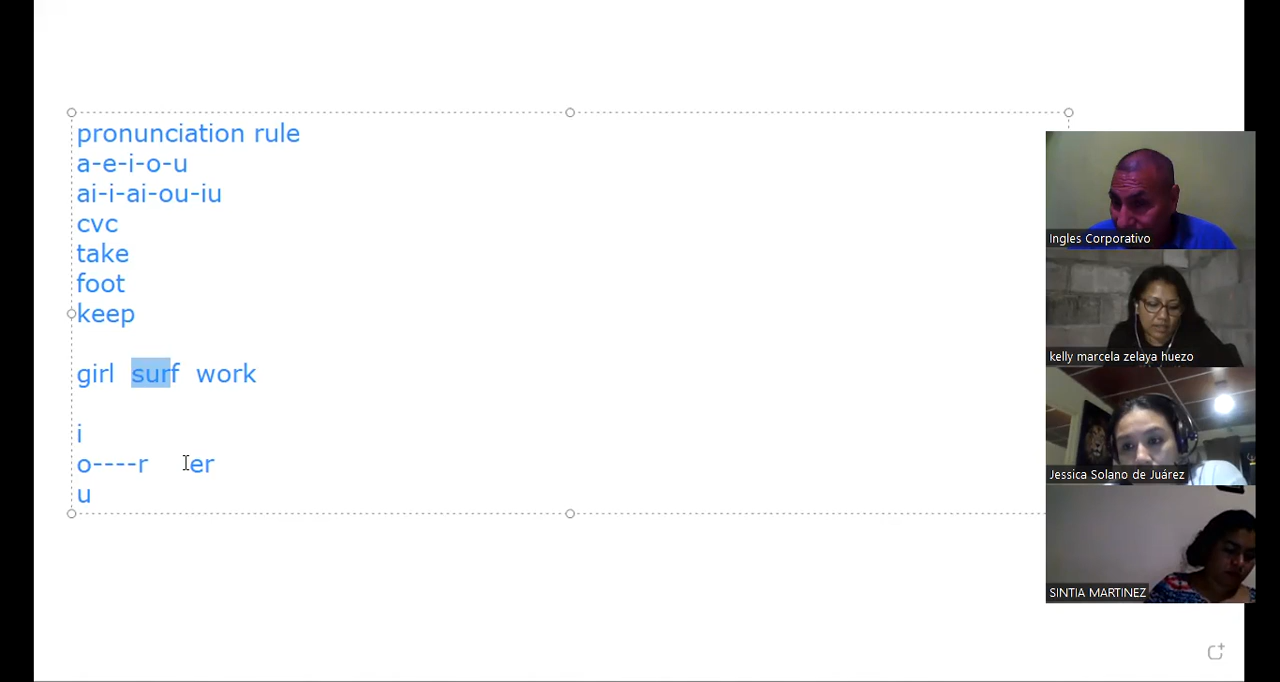 pronunciation rule
a-e-i-o-u
ai-i-ai-ou-iu
cvc
take
foot
keep
girl surf work
i
o----r er
u
Ingles Corporativo
kelly marcela zelaya huezo
Jessica Solano de Juárez
SINTIA MARTINEZ